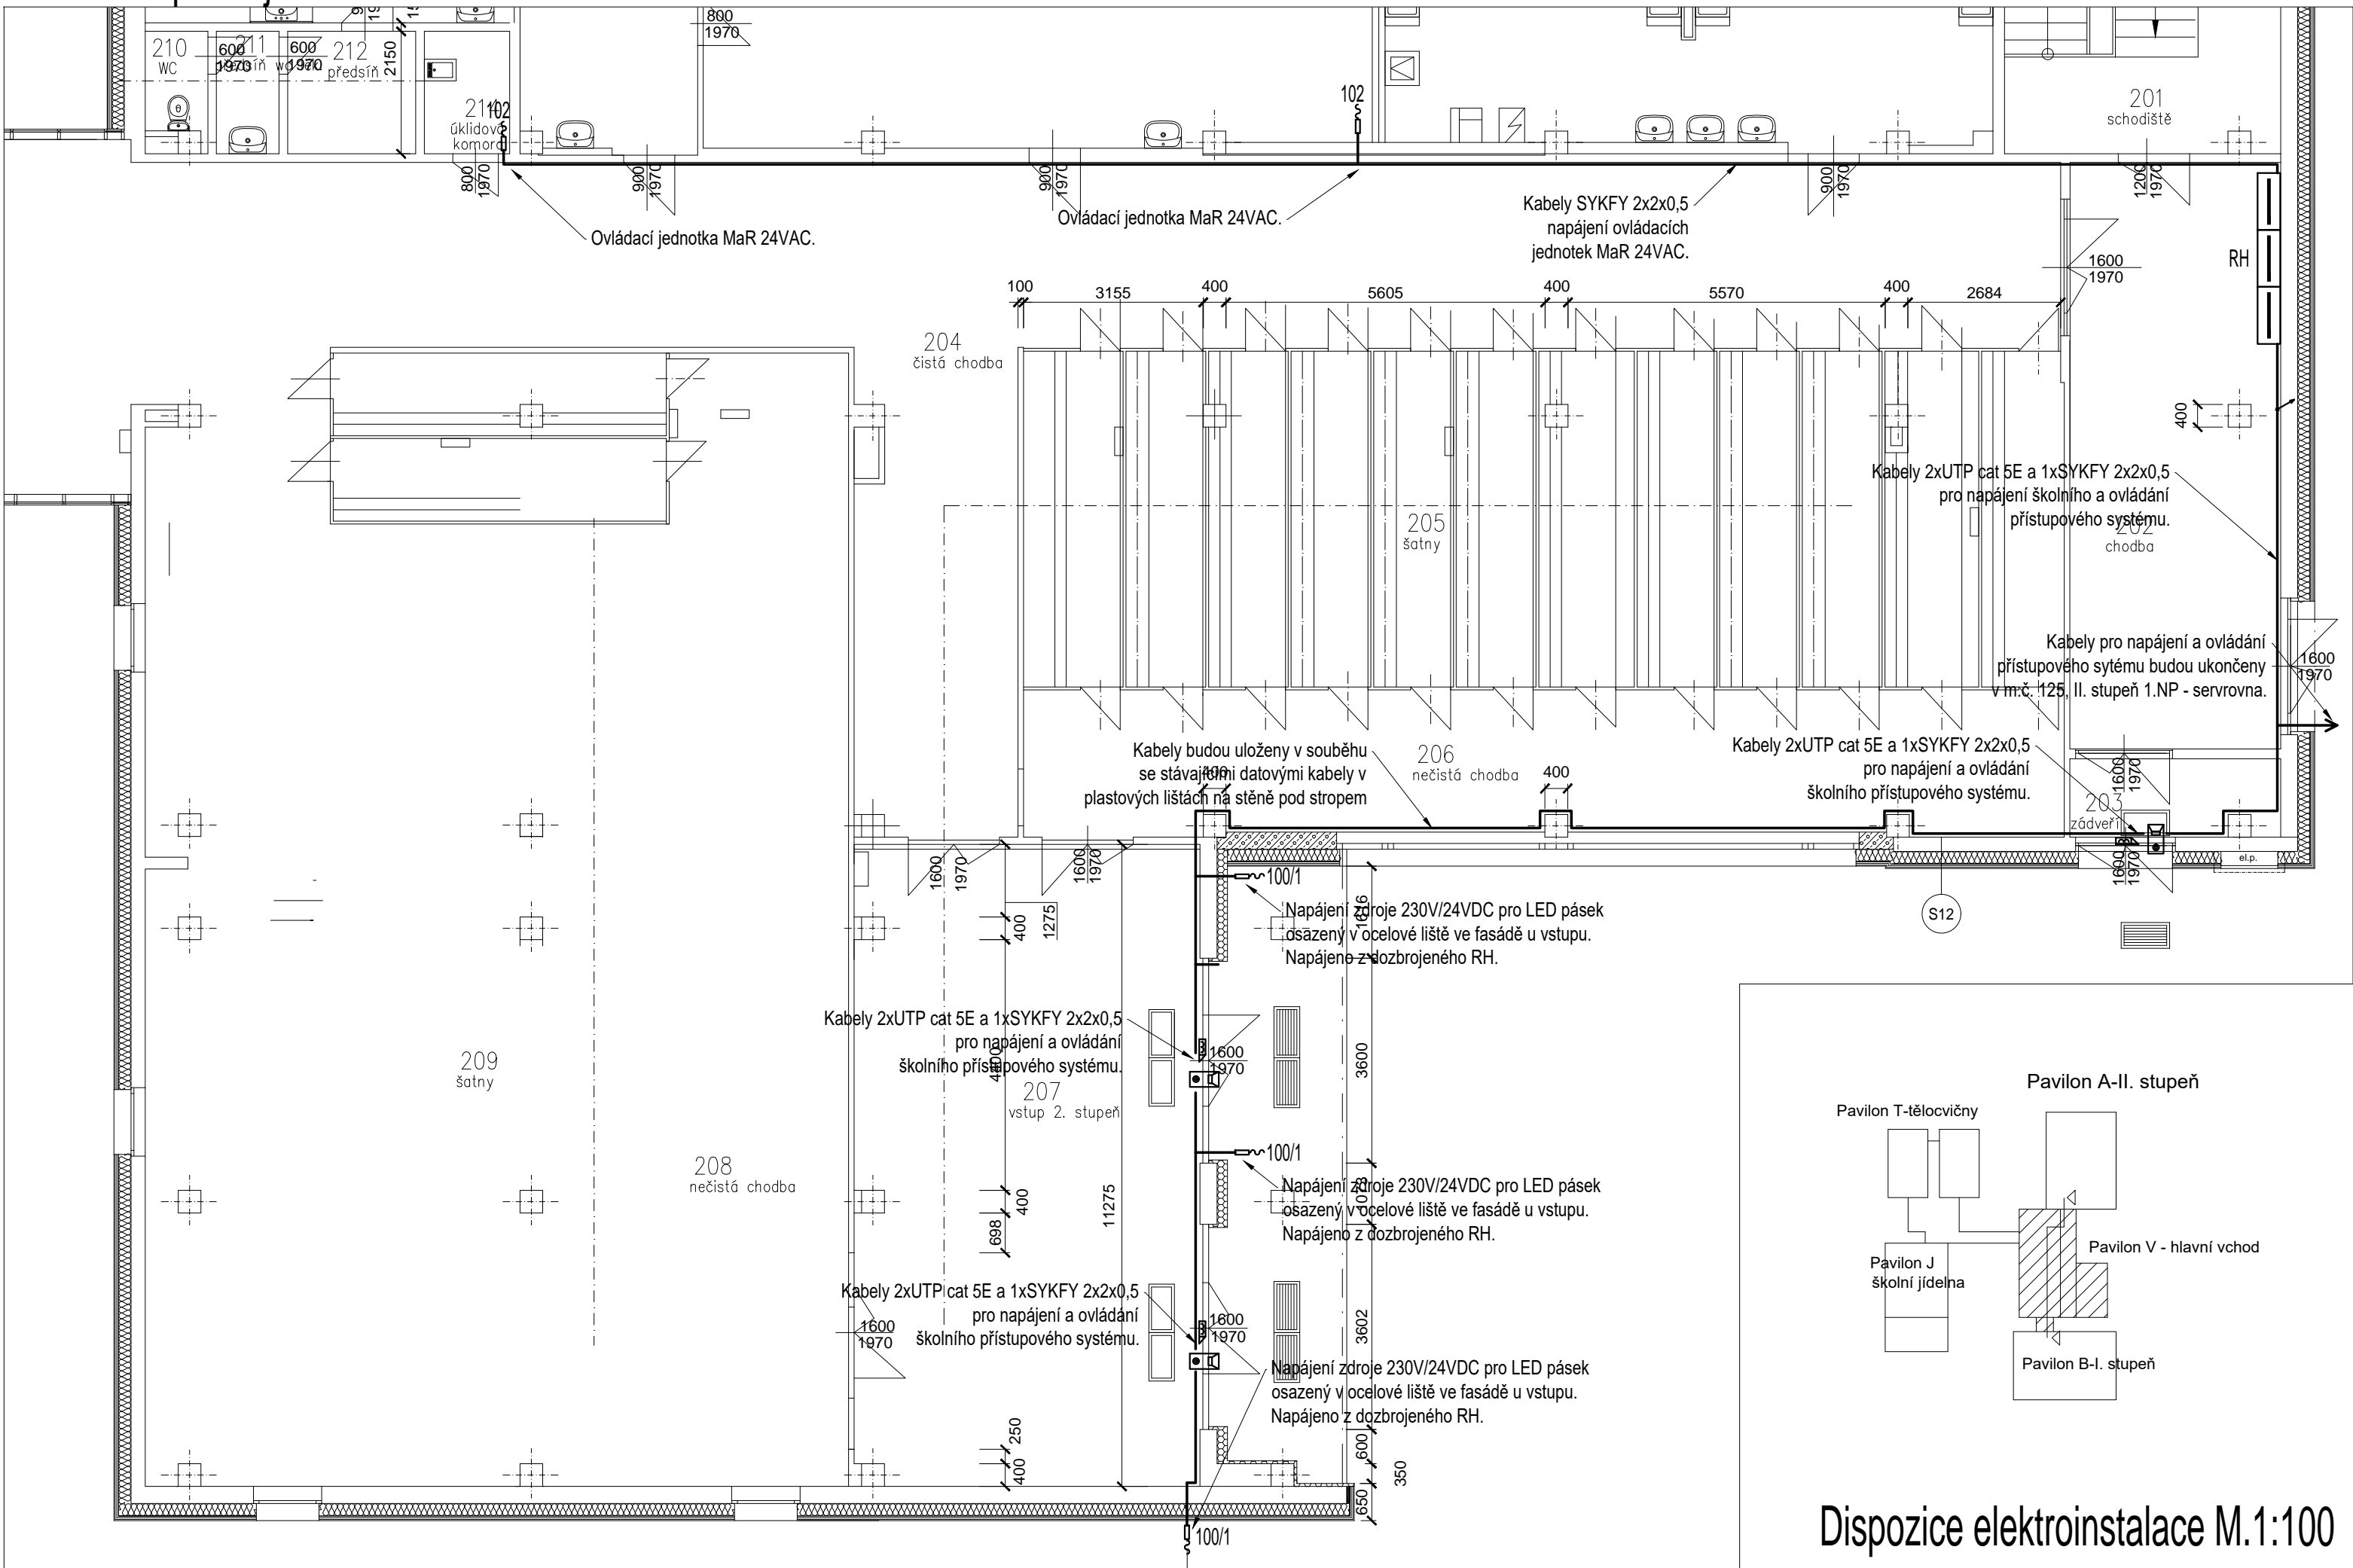 800
1970
2150
210
WC
600
1970
211
600
1970
212
předsíň
214
úklidová
komora
102
102
201
schodiště
800
1970
900
1970
900
1970
900
1970
1200
1970
Ovládací jednotka MaR 24VAC.
Ovládací jednotka MaR 24VAC.
Kabely SYKFY 2x2x0,5
napájení ovládacích
jednotek MaR 24VAC.
RH
1600
1970
100
3155
400
5605
400
5570
400
2684
204
čistá chodba
400
Kabely 2xUTP cat 5E a 1xSYKFY 2x2x0,5
pro napájení školního a ovládání
přístupového systému.
202
chodba
205
šatny
Kabely pro napájení a ovládání
přístupového sytému budou ukončeny
v m.č. 125, II. stupeň 1.NP - servrovna.
1600
1970
Kabely budou uloženy v souběhu
se stávajícími datovými kabely v
plastových lištách na stěně pod stropem
400
206
nečistá chodba
400
Kabely 2xUTP cat 5E a 1xSYKFY 2x2x0,5
pro napájení a ovládání
školního přístupového systému.
1600
1970
203
zádveří
1600
1970
el.p.
S12
1600
1970
1600
1970
400
1275
100/1
1616
Napájení zdroje 230V/24VDC pro LED pásek
osazený v ocelové liště ve fasádě u vstupu.
Napájeno z dozbrojeného RH.
Kabely 2xUTP cat 5E a 1xSYKFY 2x2x0,5
pro napájení a ovládání
školního přístupového systému.
4400
1600
1970
3600
209
šatny
207
vstup 2. stupeň
208
nečistá chodba
100/1
Napájení zdroje 230V/24VDC pro LED pásek
osazený v ocelové liště ve fasádě u vstupu.
Napájeno z dozbrojeného RH.
400
698
11275
Kabely 2xUTP cat 5E a 1xSYKFY 2x2x0,5
pro napájení a ovládání
školního přístupového systému.
1600
1970
1600
1970
3602
Napájení zdroje 230V/24VDC pro LED pásek
osazený v ocelové liště ve fasádě u vstupu.
Napájeno z dozbrojeného RH.
250
400
600
350
650
100/1
Pavilon A-II. stupeň
Pavilon T-tělocvičny
Pavilon V - hlavní vchod
Pavilon J
školní jídelna
Pavilon B-I. stupeň
Dispozice elektroinstalace M.1:100